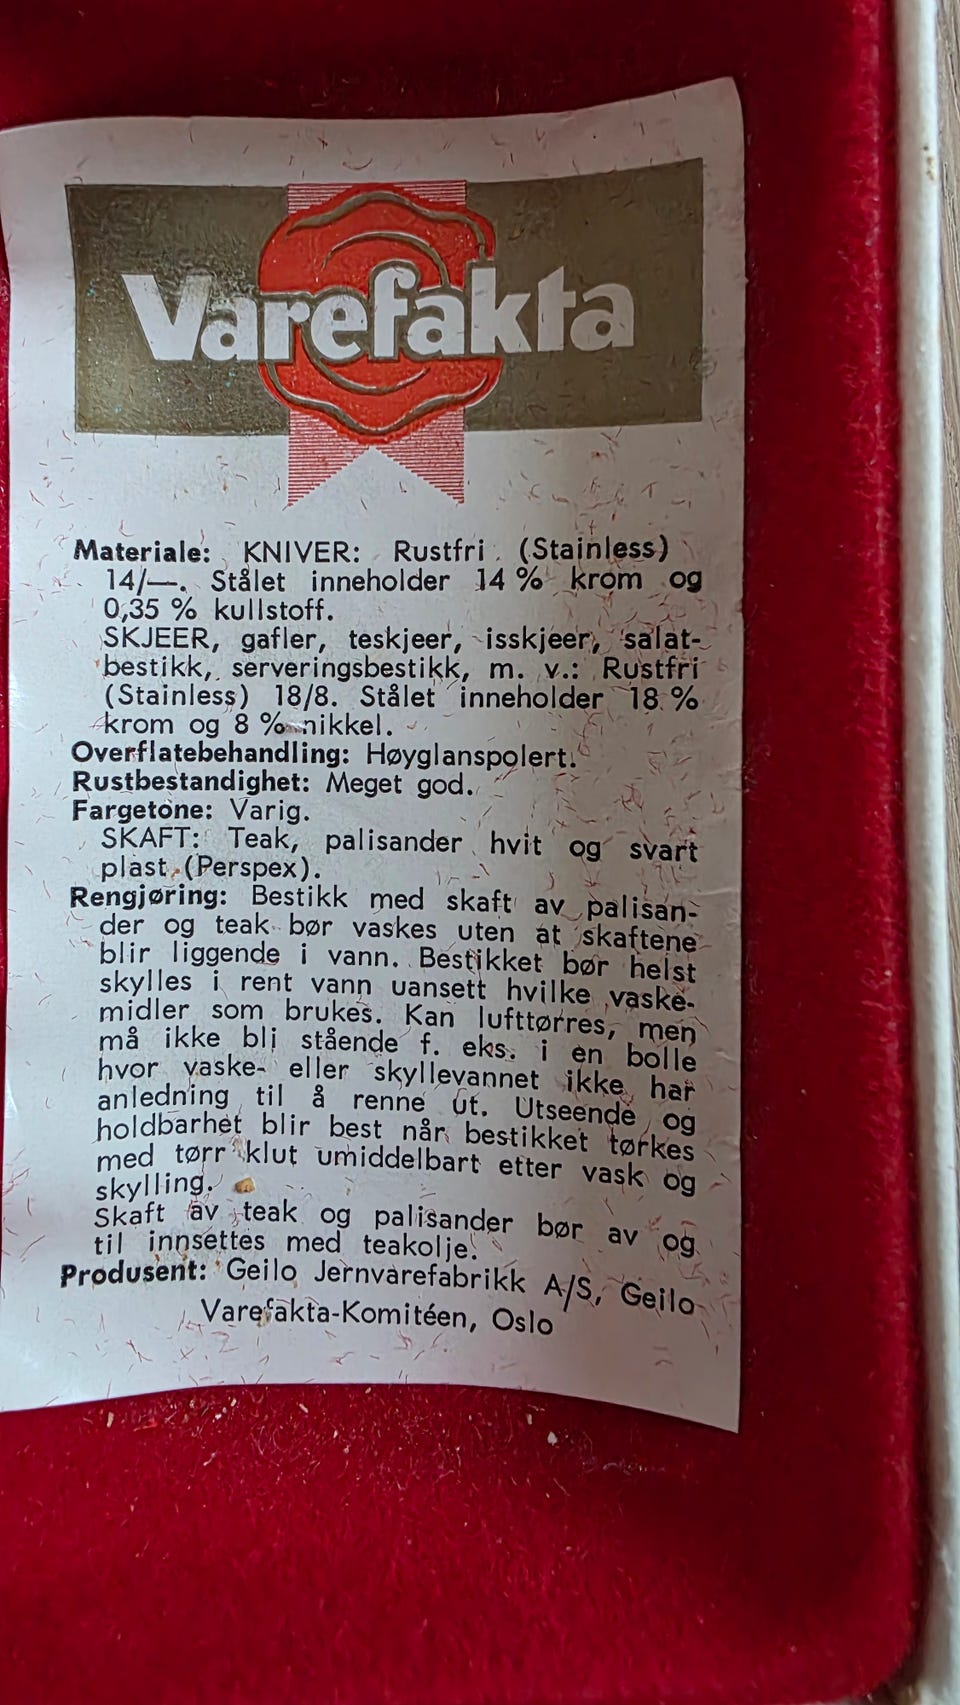 Varefakta
Materiale: KNIVER: Rustfri (Stainless)
14/—. Stålet inneholder 14 % krom og
0,35 % kullstoff.
SKJEER, gafler, teskjeer, isskjeer, salat-
bestikk, serveringsbestikk, m. v.: Rustfri
(Stainless) 18/8. Stålet inneholder 18 %
krom og 8 % nikkel.
Overflatebehandling: Høyglanspolert.
Rustbestandighet: Meget god.
Fargetone: Varig.
SKAFT: Teak, palisander hvit og svart
plast (Perspex).
Rengjøring: Bestikk med skaft av palisan-
der og teak bør vaskes uten at skaftene
blir liggende i vann. Bestikket bør helst
skylles i rent vann uansett hvilke vaske-
midler som brukes. Kan lufttørres, men
må ikke bli stående f. eks. i en bolle
hvor vaske- eller skyllevannet ikke har
anledning til å renne ut. Utseende og
holdbarhet blir best når bestikket tørkes
med tørr klut umiddelbart etter vask og
skylling.
Skaft av teak og palisander bør av og
til innsettes med teakolje.
Produsent: Geilo Jernvarefabrikk A/S, Geilo
Varefakta-Komitéen, Oslo